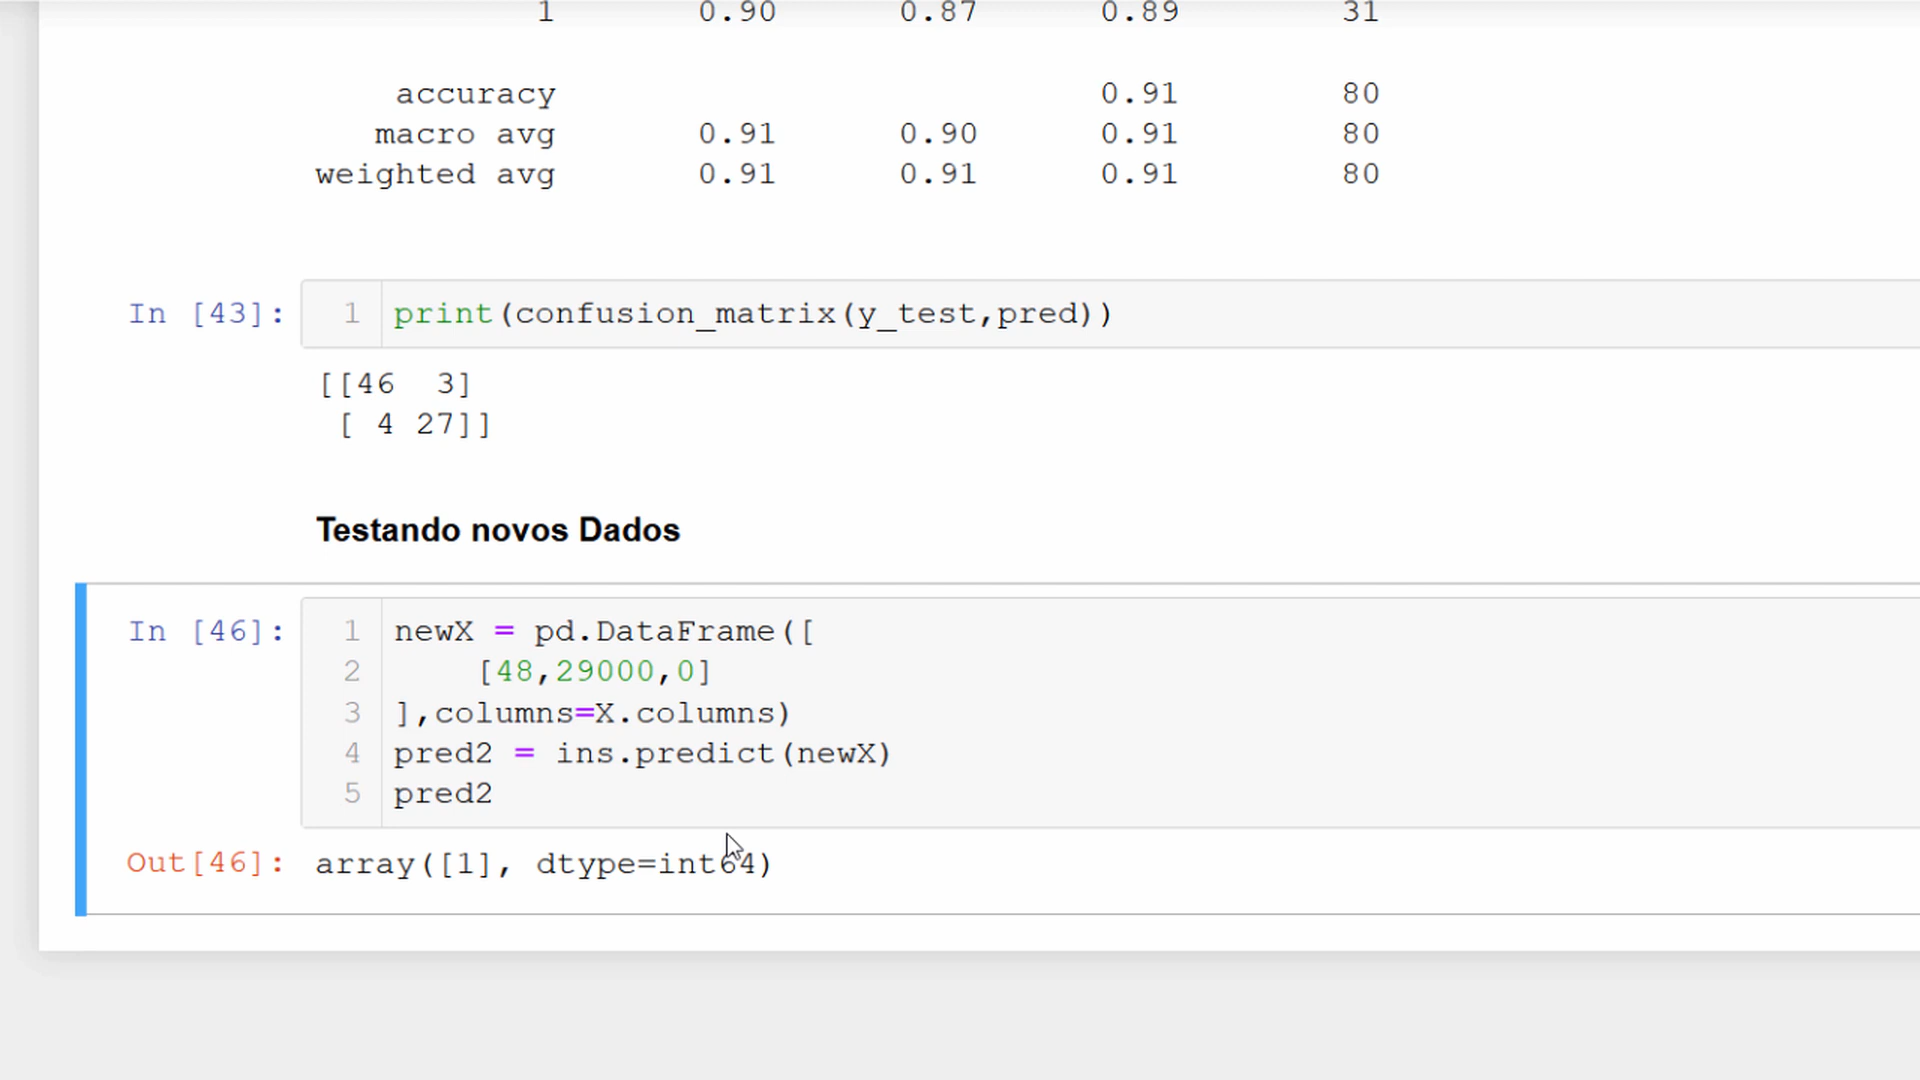 1 0.90 0.87 0.89 31
accuracy 0.91 80
macro avg 0.91 0.90 0.91 80
weighted avg 0.91 0.91 0.91 80
In [43]: 1 print(confusion_matrix(y_test,pred))
[[46  3]
 [ 4 27]]
Testando novos Dados
In [46]: 1 newX = pd.DataFrame([
2     [48,29000,0]
3 ],columns=X.columns)
4 pred2 = ins.predict(newX)
5 pred2
Out[46]: array([1], dtype=int64)